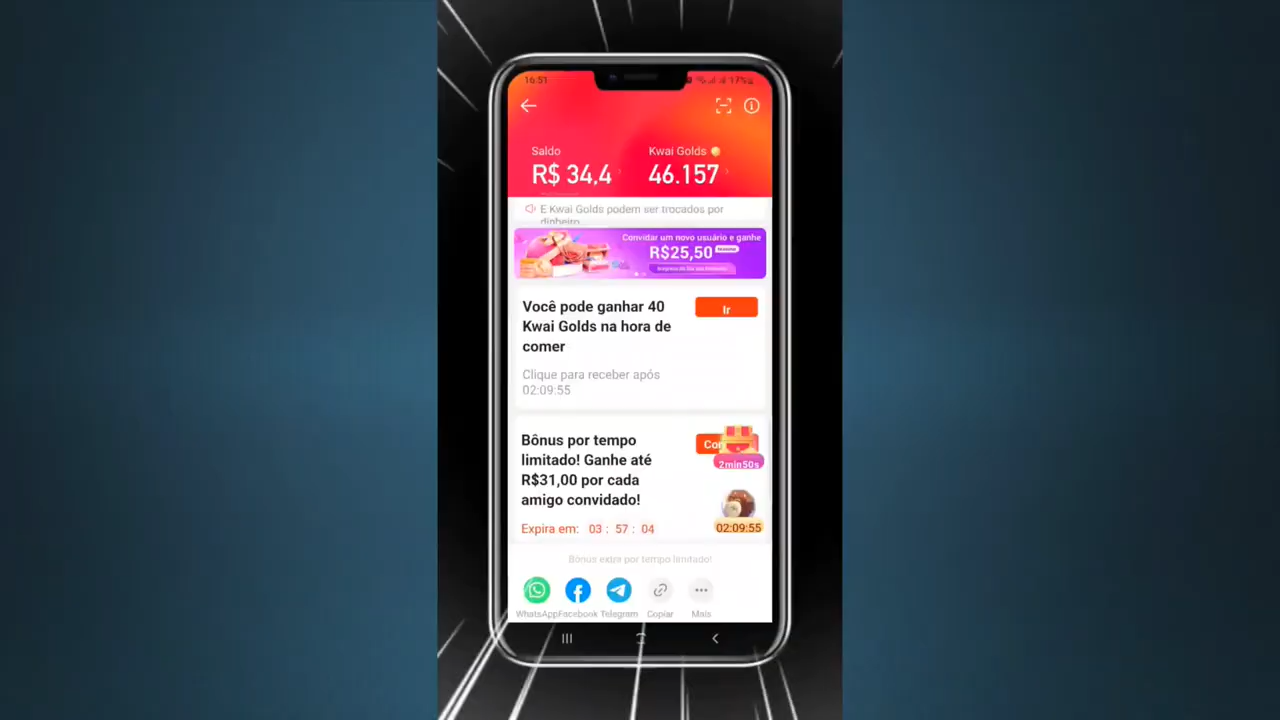 16:51
17%
Saldo
Kwai Golds
R$ 34,4
46.157
E Kwai Golds podem ser trocados por
dinheiro
Convidar um novo usuário e ganhe
R$25,50
Você pode ganhar 40
Kwai Golds na hora de
comer
Ir
Clique para receber após
02:09:55
Bônus por tempo
limitado! Ganhe até
R$31,00 por cada
amigo convidado!
Con
2min50s
Expira em: 03 : 57 : 04
02:09:55
Bônus extra por tempo limitado!
WhatsApp Facebook Telegram Copiar Mais